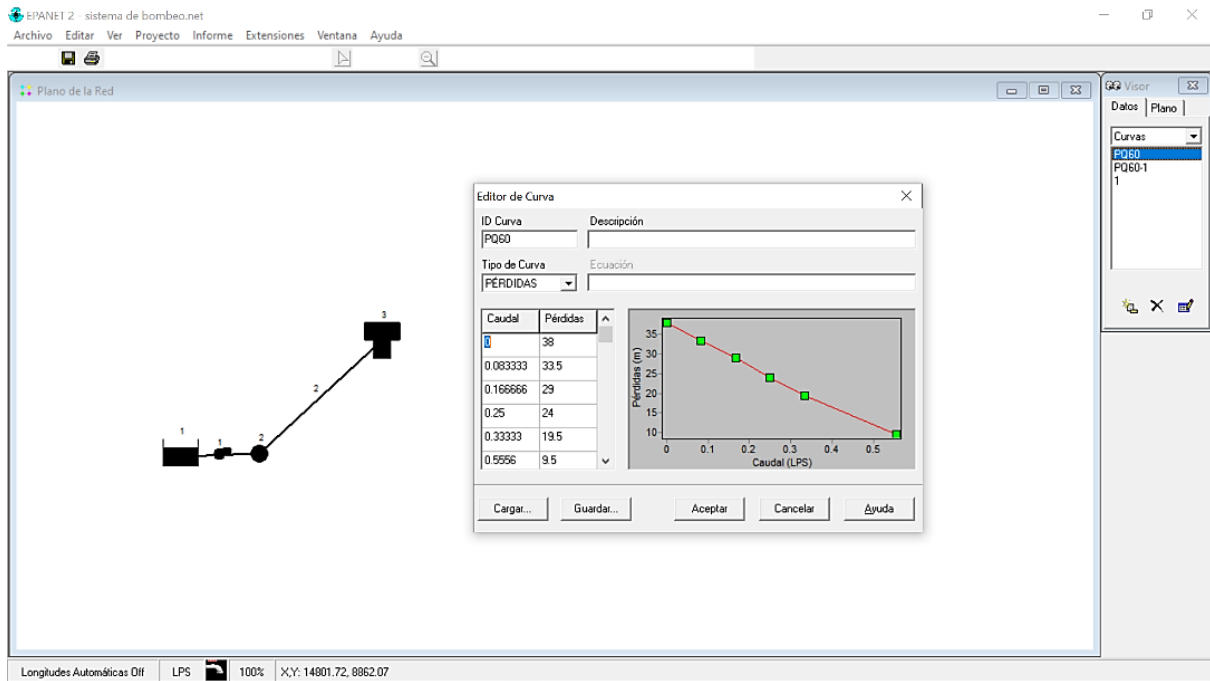 EPANET 2 - sistema de bombeo.net
Archivo Editar Ver Proyecto Informe Extensiones Ventana Ayuda
Plano de la Red
3
2
1
1
2
Editor de Curva
ID Curva Descripción
PQ60
Tipo de Curva Ecuación
PÉRDIDAS
Caudal Pérdidas
0 38
0.083333 33.5
0.166666 29
0.25 24
0.33333 19.5
0.5556 9.5
Pérdidas (m)
35
30
25
20
15
10
0 0.1 0.2 0.3 0.4 0.5
Caudal (LPS)
Cargar... Guardar... Aceptar Cancelar Ayuda
Visor
Datos Plano
Curvas
PQ60
PQ60-1
1
Longitudes Automáticas Off LPS 100% X,Y: 14801.72, 8862.07